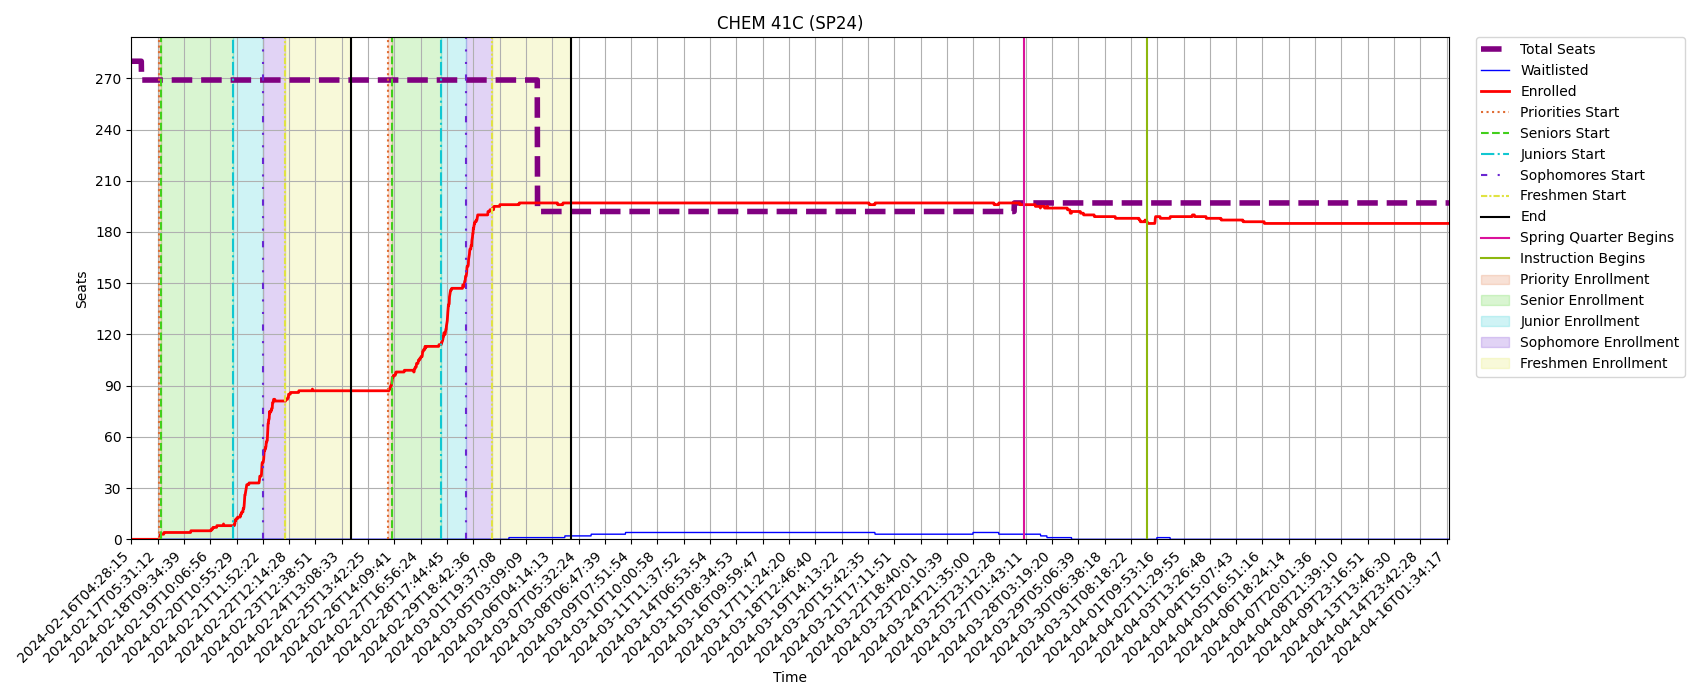 CHEM 41C (SP24)
Seats
270
240
210
180
150
120
90
60
30
0
2024-02-16T04:28:15
2024-02-17T05:31:12
2024-02-18T09:34:39
2024-02-19T10:06:56
2024-02-20T10:55:29
2024-02-21T11:52:22
2024-02-22T12:14:28
2024-02-23T12:38:51
2024-02-24T13:08:33
2024-02-25T13:42:25
2024-02-26T14:09:41
2024-02-27T16:56:24
2024-02-28T17:44:45
2024-02-29T18:42:36
2024-03-01T19:37:08
2024-03-05T03:09:09
2024-03-06T04:14:13
2024-03-07T05:32:24
2024-03-08T06:47:39
2024-03-09T07:51:54
2024-03-10T10:00:58
2024-03-11T11:37:52
2024-03-14T06:53:54
2024-03-15T08:34:53
2024-03-16T09:59:47
2024-03-17T11:24:20
2024-03-18T12:46:40
2024-03-19T14:13:22
2024-03-20T15:42:35
2024-03-21T17:11:51
2024-03-22T18:40:01
2024-03-23T20:10:39
2024-03-24T21:35:00
2024-03-25T23:12:28
2024-03-27T01:43:11
2024-03-28T03:19:20
2024-03-29T05:06:39
2024-03-30T06:38:18
2024-03-31T08:18:22
2024-04-01T09:53:16
2024-04-02T11:29:55
2024-04-03T13:26:48
2024-04-04T15:07:43
2024-04-05T16:51:16
2024-04-06T18:24:14
2024-04-07T20:01:36
2024-04-08T21:39:10
2024-04-09T23:16:51
2024-04-13T13:46:30
2024-04-14T23:42:28
2024-04-16T01:34:17
Time
Total Seats
Waitlisted
Enrolled
Priorities Start
Seniors Start
Juniors Start
Sophomores Start
Freshmen Start
End
Spring Quarter Begins
Instruction Begins
Priority Enrollment
Senior Enrollment
Junior Enrollment
Sophomore Enrollment
Freshmen Enrollment